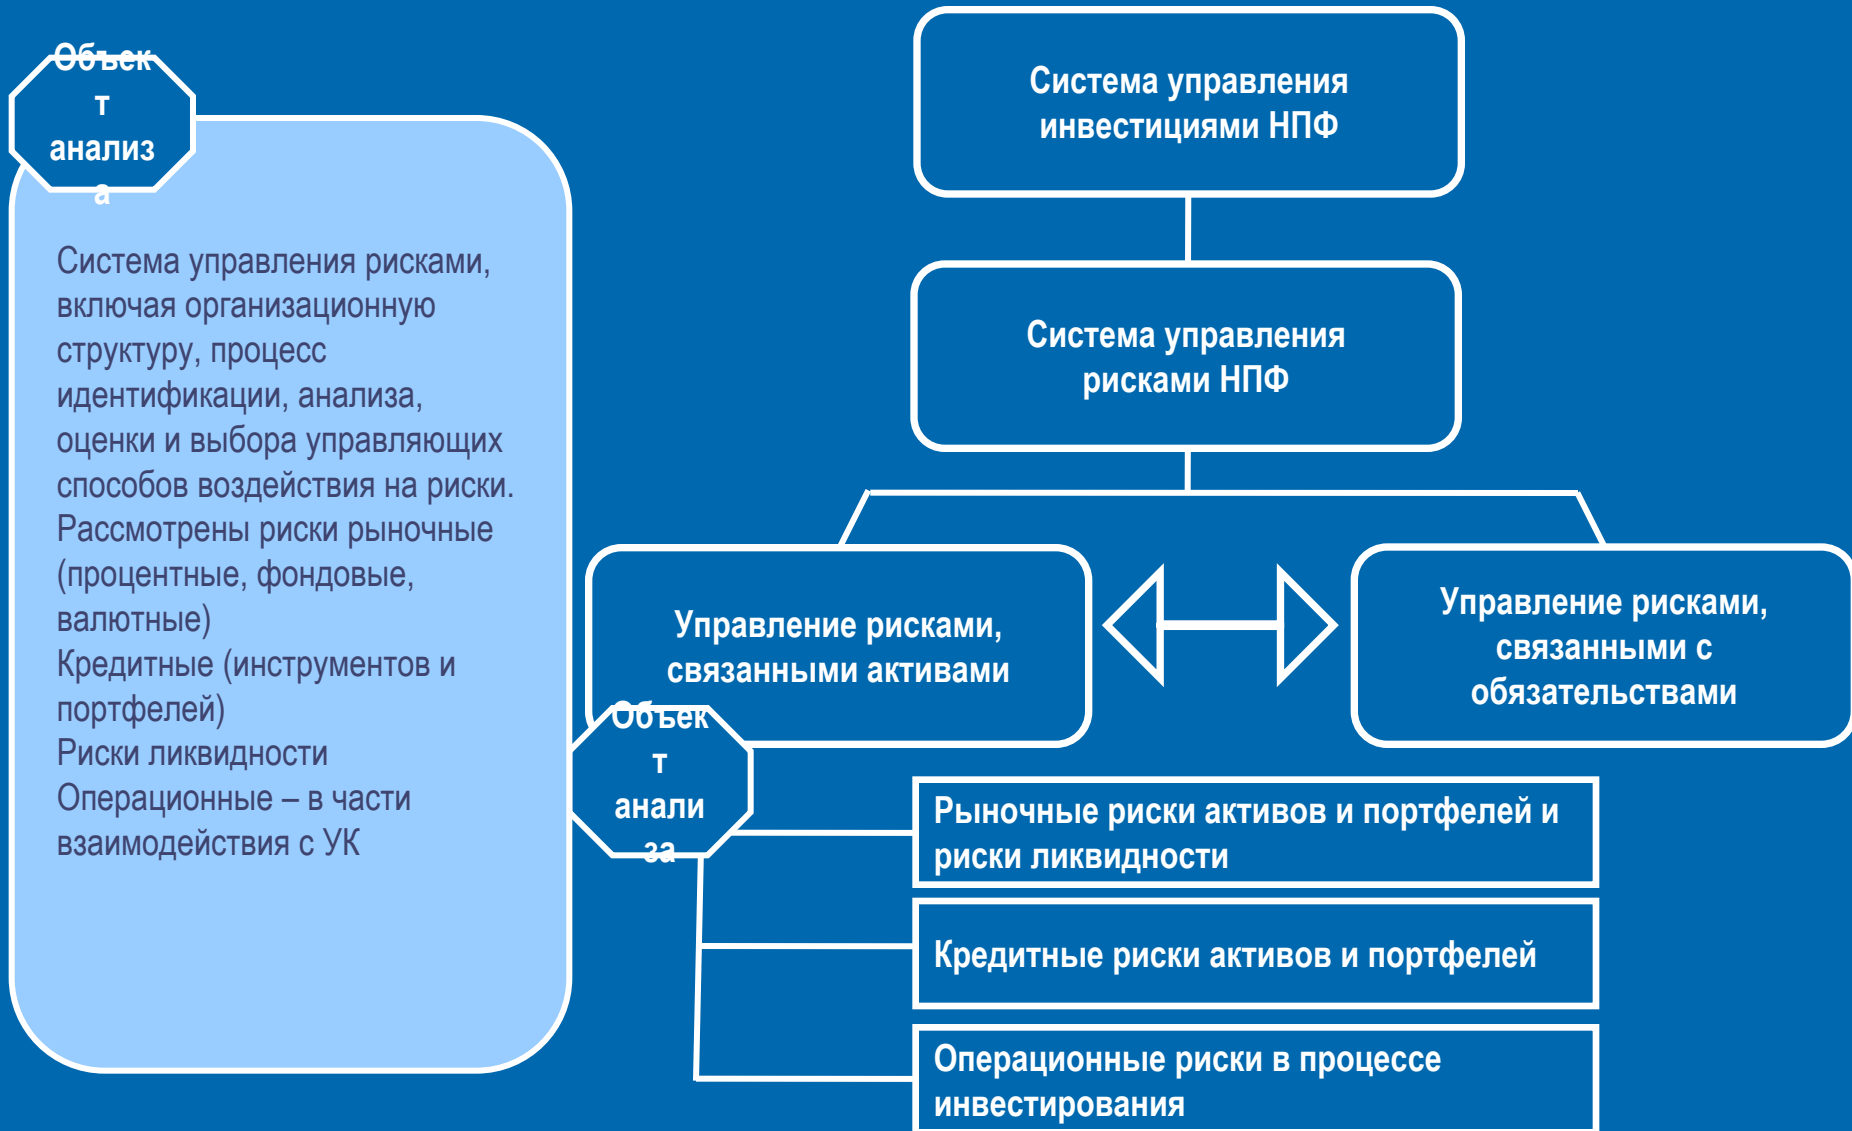 Объек
т
анализ
а
Система управления рисками,
включая организационную
структуру, процесс
идентификации, анализа,
оценки и выбора управляющих
способов воздействия на риски.
Рассмотрены риски рыночные
(процентные, фондовые,
валютные)
Кредитные (инструментов и
портфелей)
Риски ликвидности
Операционные – в части
взаимодействия с УК
Система управления
инвестициями НПФ
Система управления
рисками НПФ
Управление рисками,
связанными активами
Управление рисками,
связанными с
обязательствами
Объек
т
анали
за
Рыночные риски активов и портфелей и
риски ликвидности
Кредитные риски активов и портфелей
Операционные риски в процессе
инвестирования